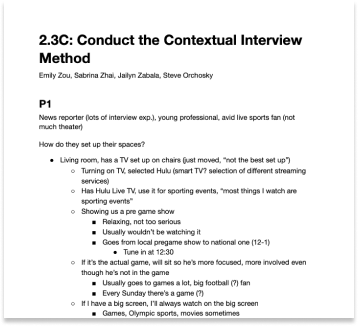 2.3C: Conduct the Contextual Interview
Method
Emily Zou, Sabrina Zhai, Jailyn Zabala, Steve Orchosky
P1
News reporter (lots of interview exp.), young professional, avid live sports fan (not
much theater)
How do they set up their spaces?
● Living room, has a TV set up on chairs (just moved, “not the best set up”)
○ Turning on TV, selected Hulu (smart TV? selection of different streaming
services)
○ Has Hulu Live TV, use it for sporting events, “most things I watch are
sporting events”
○ Showing us a pre game show
■ Relaxing, not too serious
■ Usually wouldn’t be watching it
■ Goes from local pregame show to national one (12-1)
● Tune in at 12:30
○ If it’s the actual game, will sit so he’s more focused, more involved even
though he’s not in the game
■ Usually goes to games a lot, big football (?) fan
■ Every Sunday there’s a game (?)
○ If I have a big screen, I’ll always watch on the big screen
■ Games, Olympic sports, movies sometimes